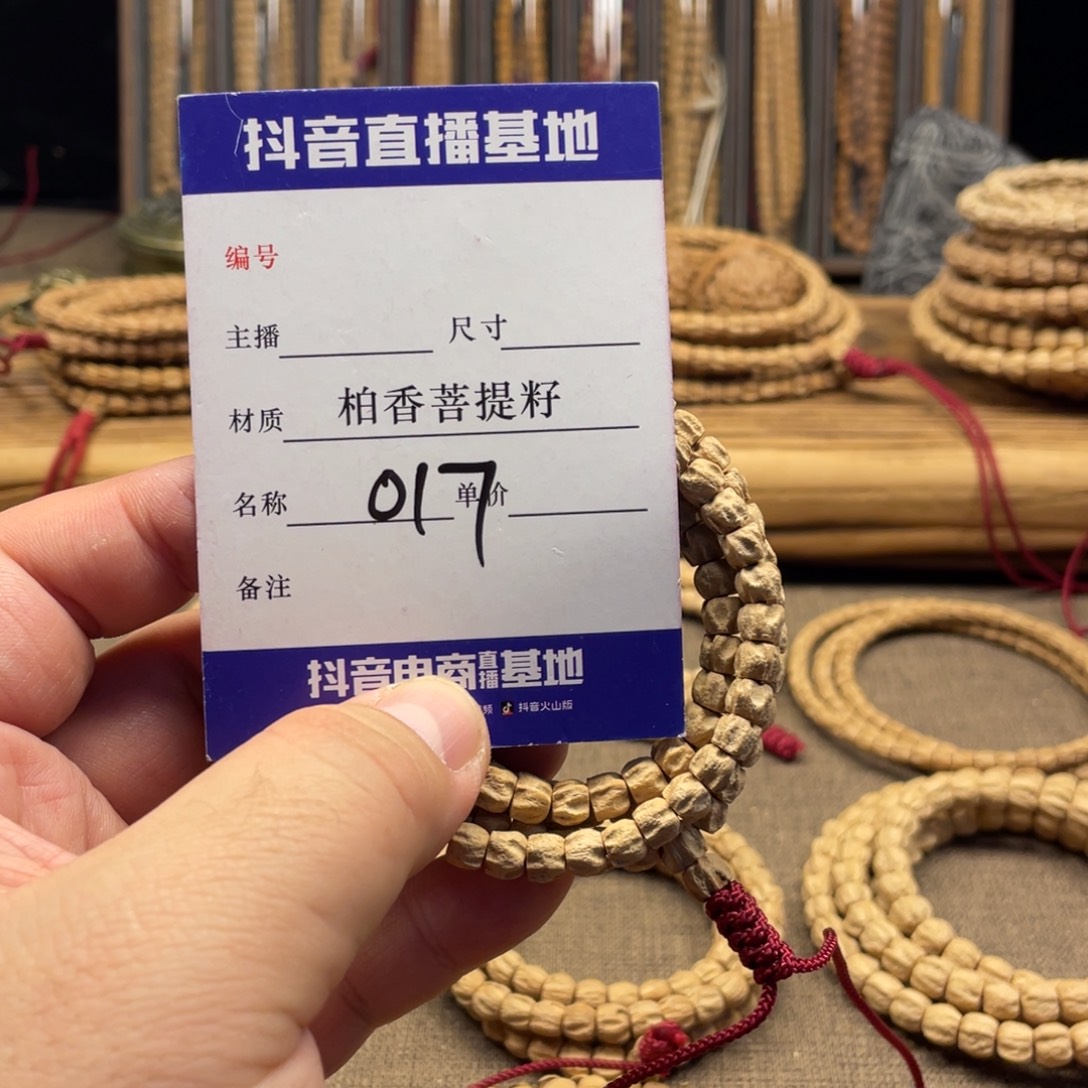 抖音直播基地
编号
主播 尺寸
材质 柏香菩提籽
名称 017 单价
备注
抖音电商直播基地
频 抖音火山版